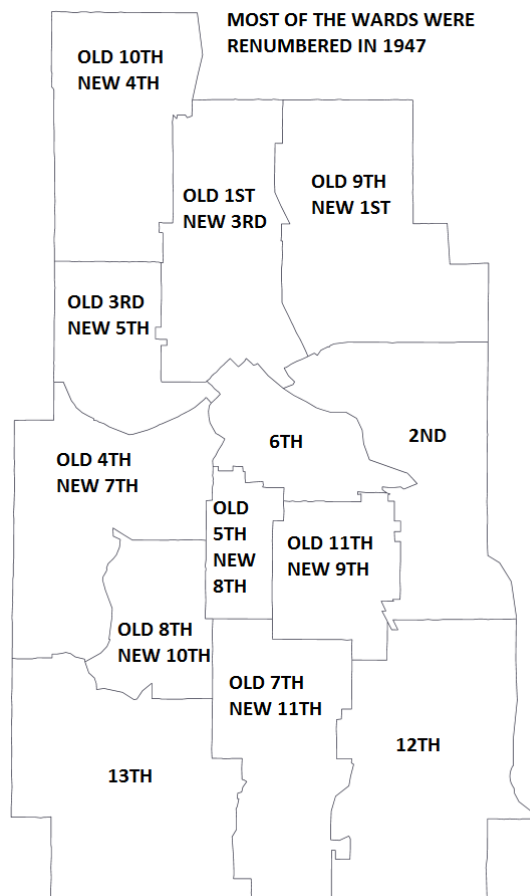 MOST OF THE WARDS WERE
RENUMBERED IN 1947
OLD 10TH
NEW 4TH
OLD 1ST
NEW 3RD
OLD 9TH
NEW 1ST
OLD 3RD
NEW 5TH
6TH
2ND
OLD 4TH
NEW 7TH
OLD
5TH
NEW
8TH
OLD 11TH
NEW 9TH
OLD 8TH
NEW 10TH
OLD 7TH
NEW 11TH
12TH
13TH